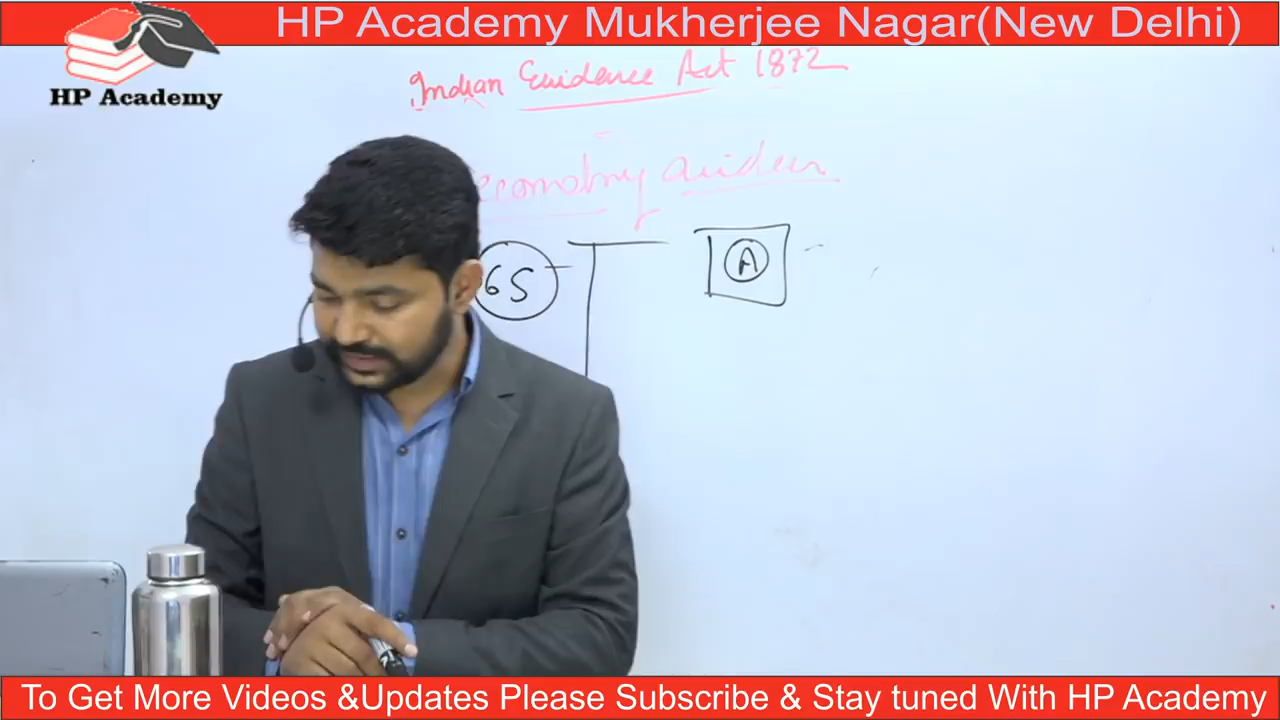 HP Academy Mukherjee Nagar(New Delhi)
HP Academy
Indian Evidence Act 1872
65
A
To Get More Videos &Updates Please Subscribe & Stay tuned With HP Academy